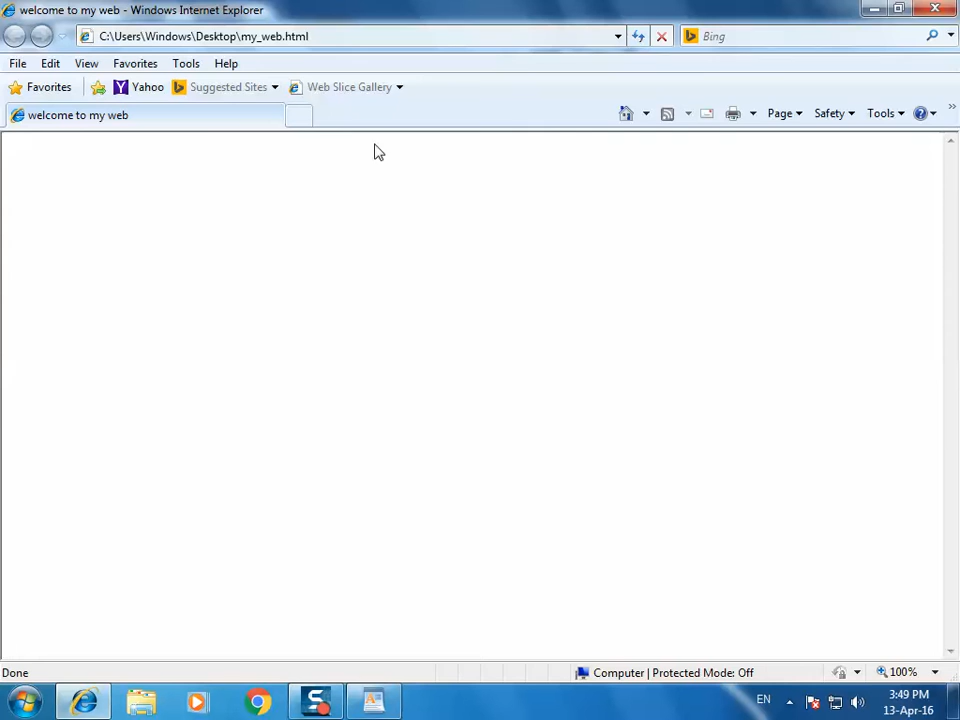 welcome to my web - Windows Internet Explorer
C:\Users\Windows\Desktop\my_web.html
Bing
File Edit View Favorites Tools Help
Favorites Yahoo Suggested Sites Web Slice Gallery
welcome to my web
Page Safety Tools
Done
Computer | Protected Mode: Off
100%
EN
3:49 PM
13-Apr-16